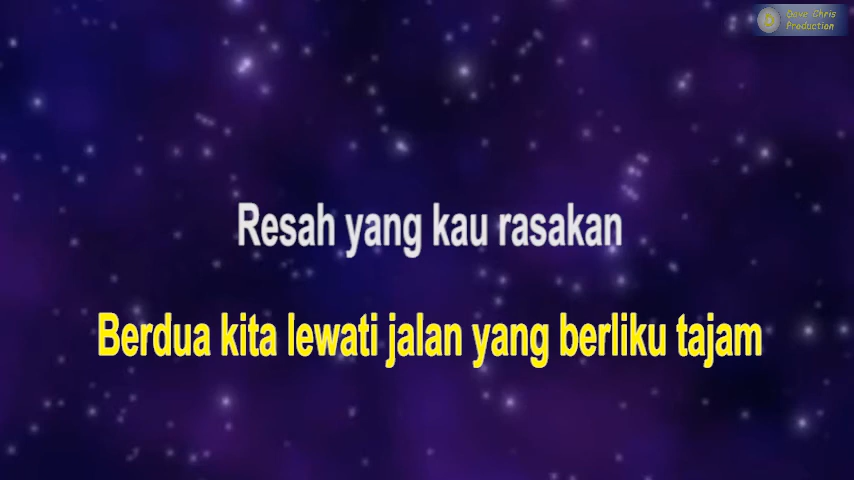 Dave Chris
Production
Resah yang kau rasakan
Berdua kita lewati jalan yang berliku tajam